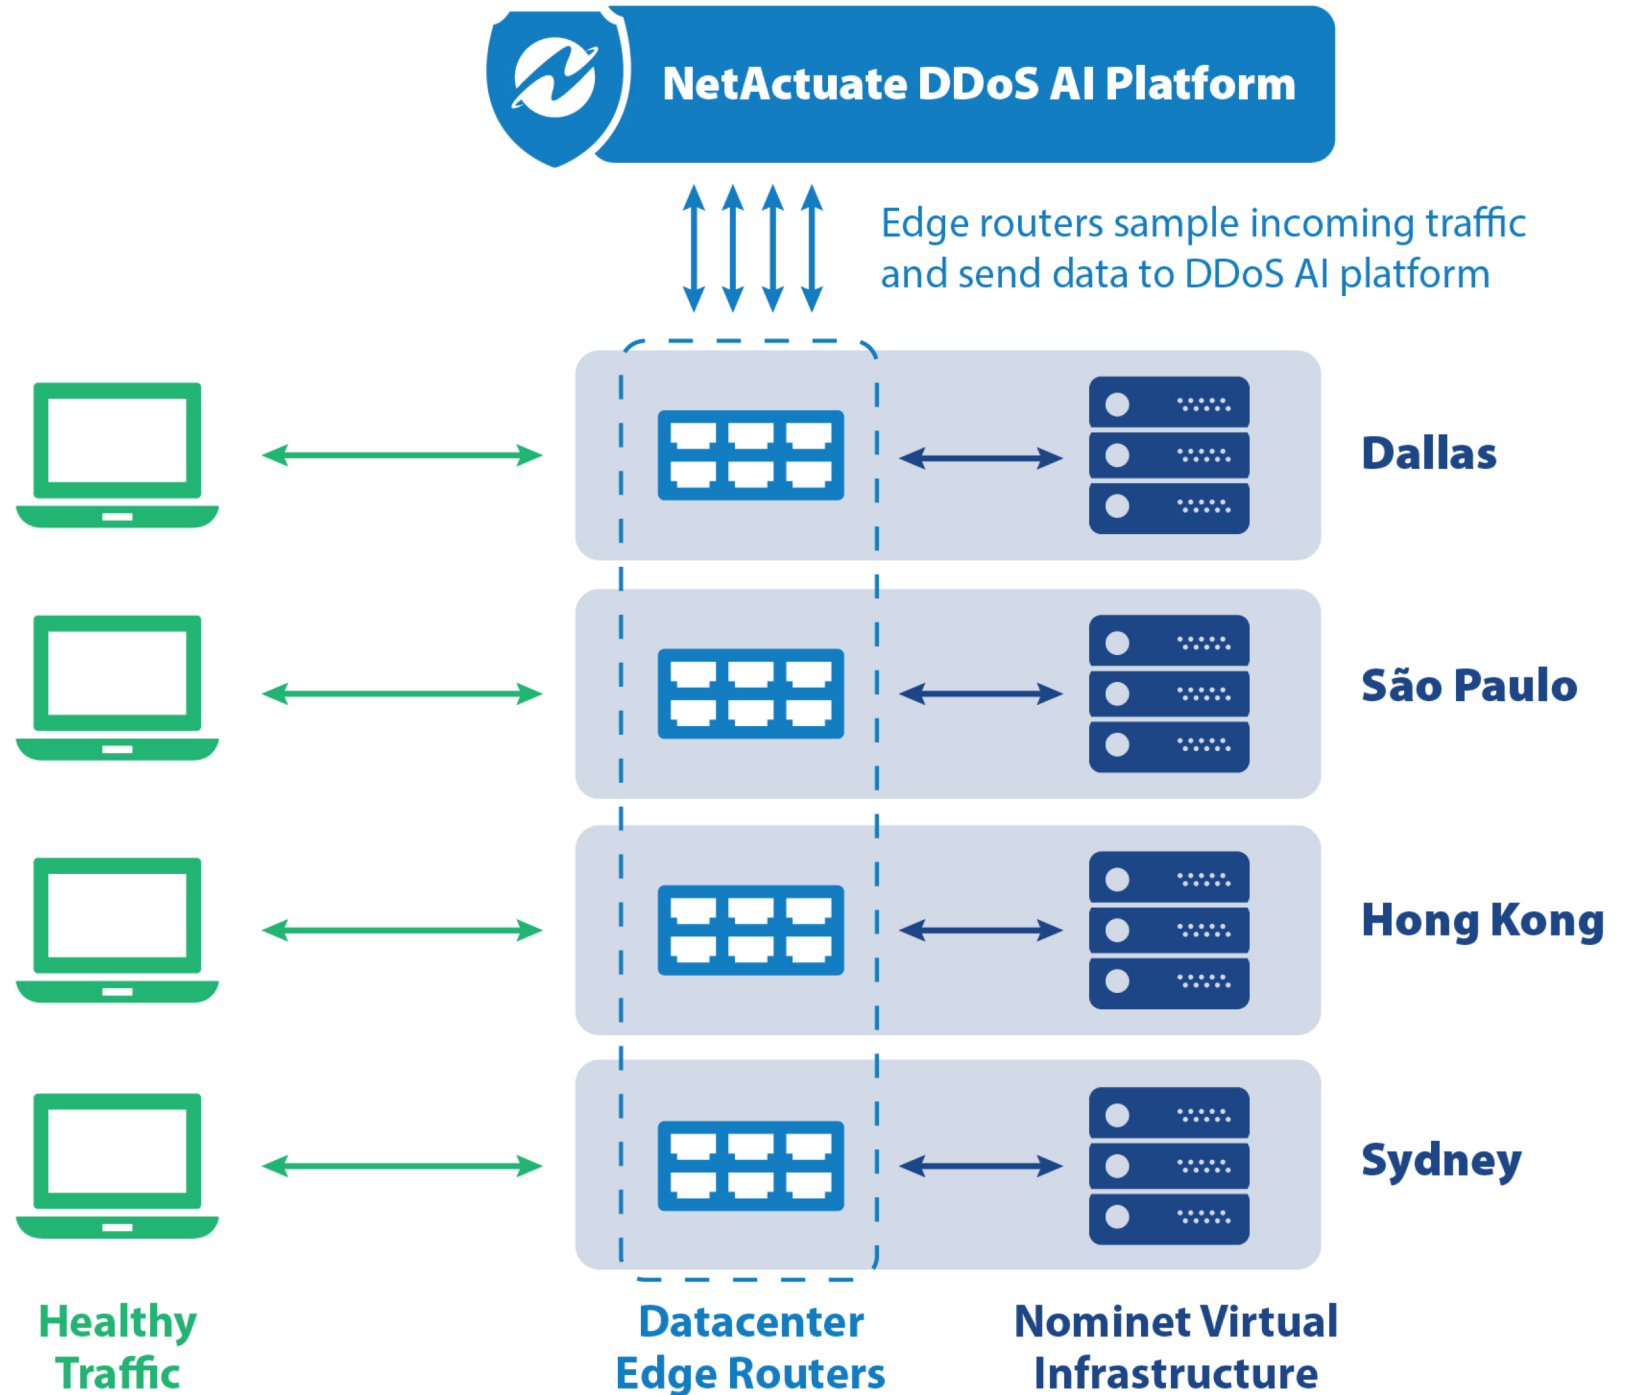 NetActuate DDoS AI Platform
Edge routers sample incoming traffic
and send data to DDoS AI platform
Dallas
São Paulo
Hong Kong
Sydney
Healthy
Traffic
Datacenter
Edge Routers
Nominet Virtual
Infrastructure